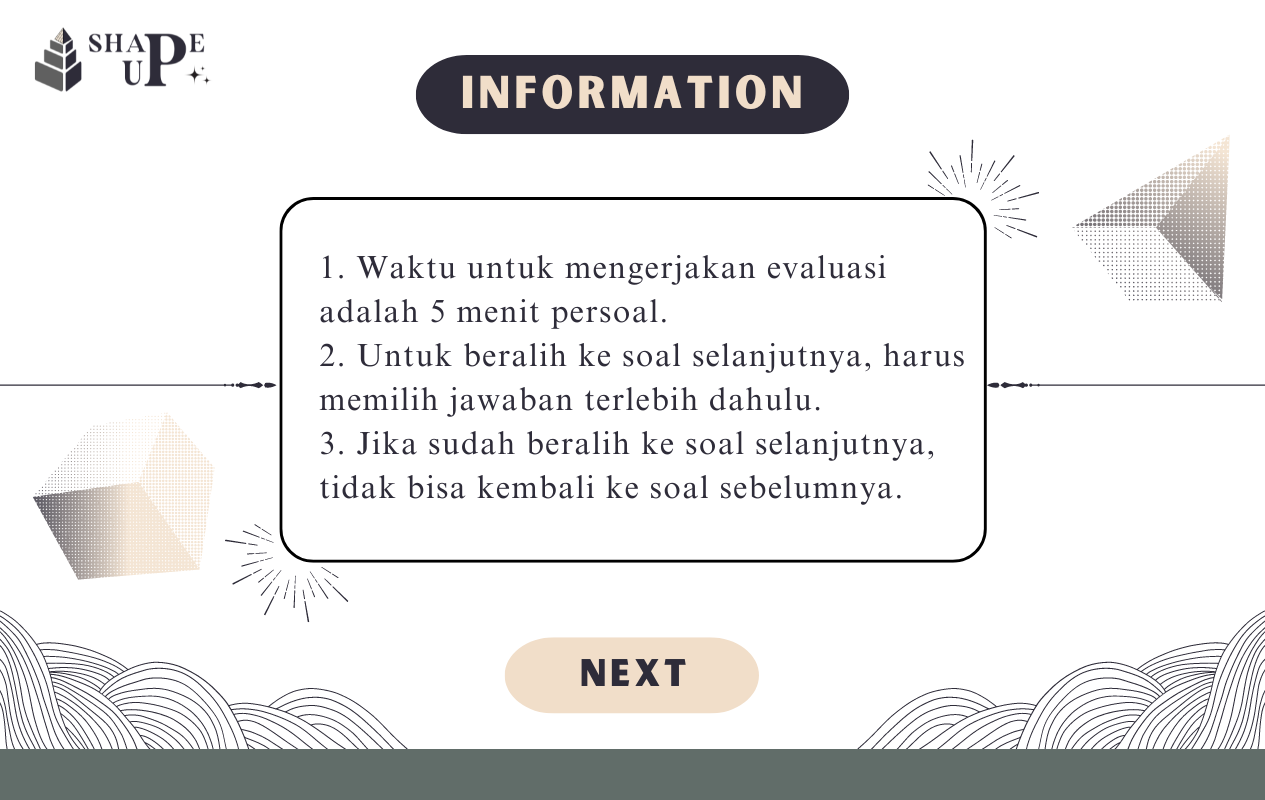 SHAPE
UP
INFORMATION
1. Waktu untuk mengerjakan evaluasi
adalah 5 menit persoal.
2. Untuk beralih ke soal selanjutnya, harus
memilih jawaban terlebih dahulu.
3. Jika sudah beralih ke soal selanjutnya,
tidak bisa kembali ke soal sebelumnya.
NEXT